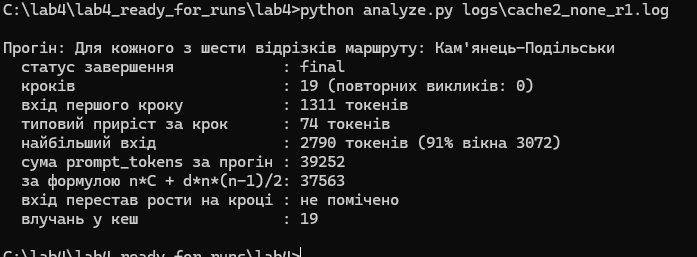 C:\lab4\lab4_ready_for_runs\lab4>python analyze.py logs\cache2_none_r1.log
Прогін: Для кожного з шести відрізків маршруту: Кам'янець-Подільськи
статус завершення : final
кроків : 19 (повторних викликів: 0)
вхід першого кроку : 1311 токенів
типовий приріст за крок : 74 токенів
найбільший вхід : 2790 токенів (91% вікна 3072)
сума prompt_tokens за прогін : 39252
за формулою n*C + d*n*(n-1)/2: 37563
вхід перестав рости на кроці : не помічено
влучань у кеш : 19
C:\lab4\lab4_ready_for_runs\lab4>